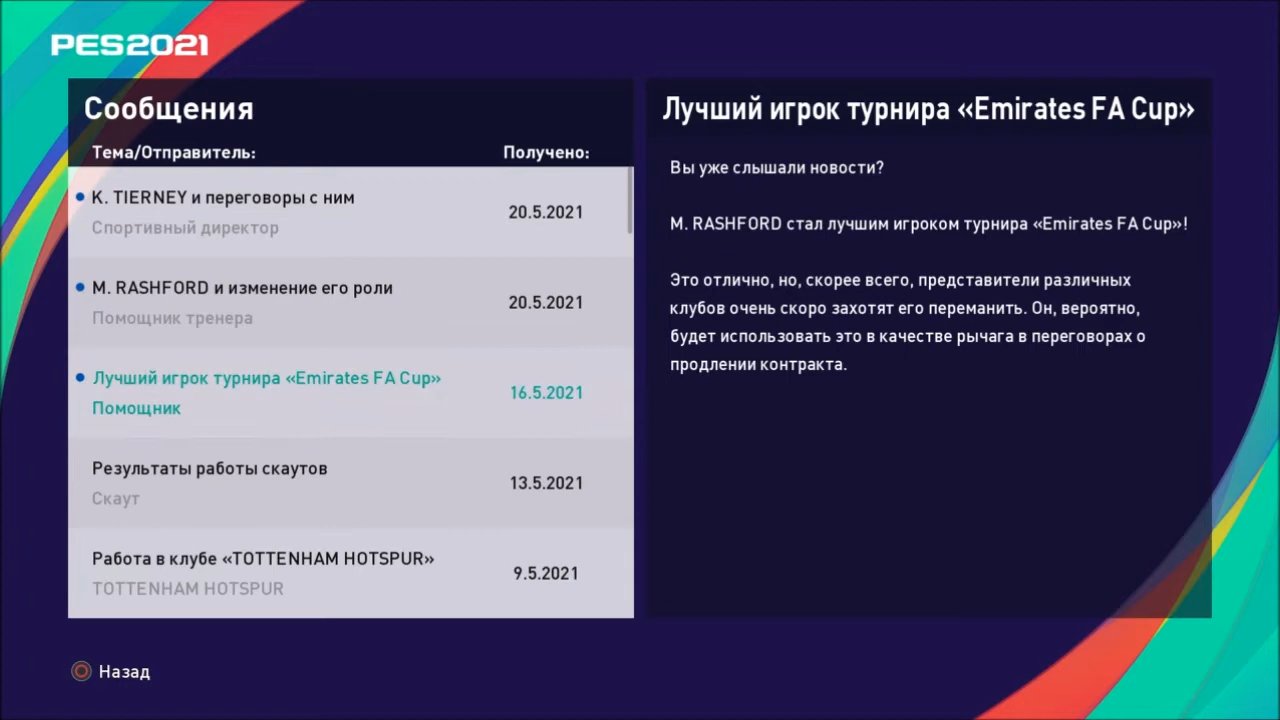 PES2021
Сообщения
Тема/Отправитель: Получено:
K. TIERNEY и переговоры с ним
Спортивный директор
20.5.2021
M. RASHFORD и изменение его роли
Помощник тренера
20.5.2021
Лучший игрок турнира «Emirates FA Cup»
Помощник
16.5.2021
Результаты работы скаутов
Скаут
13.5.2021
Работа в клубе «TOTTENHAM HOTSPUR»
TOTTENHAM HOTSPUR
9.5.2021
Лучший игрок турнира «Emirates FA Cup»
Вы уже слышали новости?
M. RASHFORD стал лучшим игроком турнира «Emirates FA Cup»!
Это отлично, но, скорее всего, представители различных
клубов очень скоро захотят его переманить. Он, вероятно,
будет использовать это в качестве рычага в переговорах о
продлении контракта.
Назад